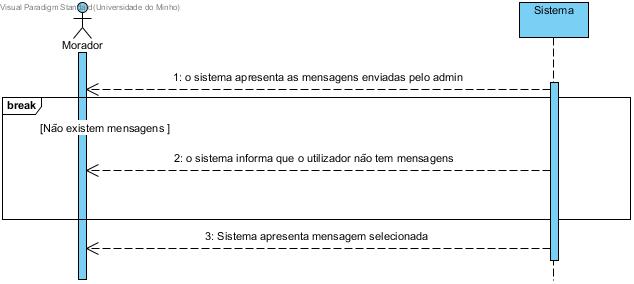 Visual Paradigm Standard(Universidade do Minho)
Sistema
Morador
1: o sistema apresenta as mensagens enviadas pelo admin
break
[Não existem mensagens ]
2: o sistema informa que o utilizador não tem mensagens
3: Sistema apresenta mensagem selecionada